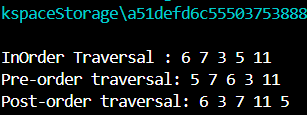 kspaceStorage\a51defd6c55503753888
InOrder Traversal : 6 7 3 5 11
Pre-order traversal: 5 7 6 3 11
Post-order traversal: 6 3 7 11 5